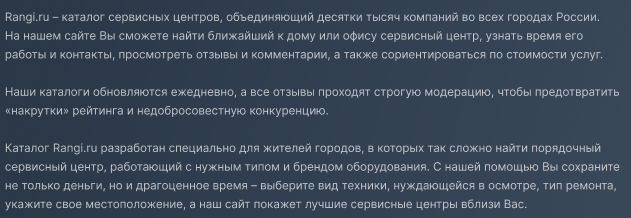 Rangi.ru – каталог сервисных центров, объединяющий десятки тысяч компаний во всех городах России.
На нашем сайте Вы сможете найти ближайший к дому или офису сервисный центр, узнать время его
работы и контакты, просмотреть отзывы и комментарии, а также сориентироваться по стоимости услуг.
Наши каталоги обновляются ежедневно, а все отзывы проходят строгую модерацию, чтобы предотвратить
«накрутки» рейтинга и недобросовестную конкуренцию.
Каталог Rangi.ru разработан специально для жителей городов, в которых так сложно найти порядочный
сервисный центр, работающий с нужным типом и брендом оборудования. С нашей помощью Вы сохраните
не только деньги, но и драгоценное время – выберите вид техники, нуждающейся в осмотре, тип ремонта,
укажите свое местоположение, а наш сайт покажет лучшие сервисные центры вблизи Вас.